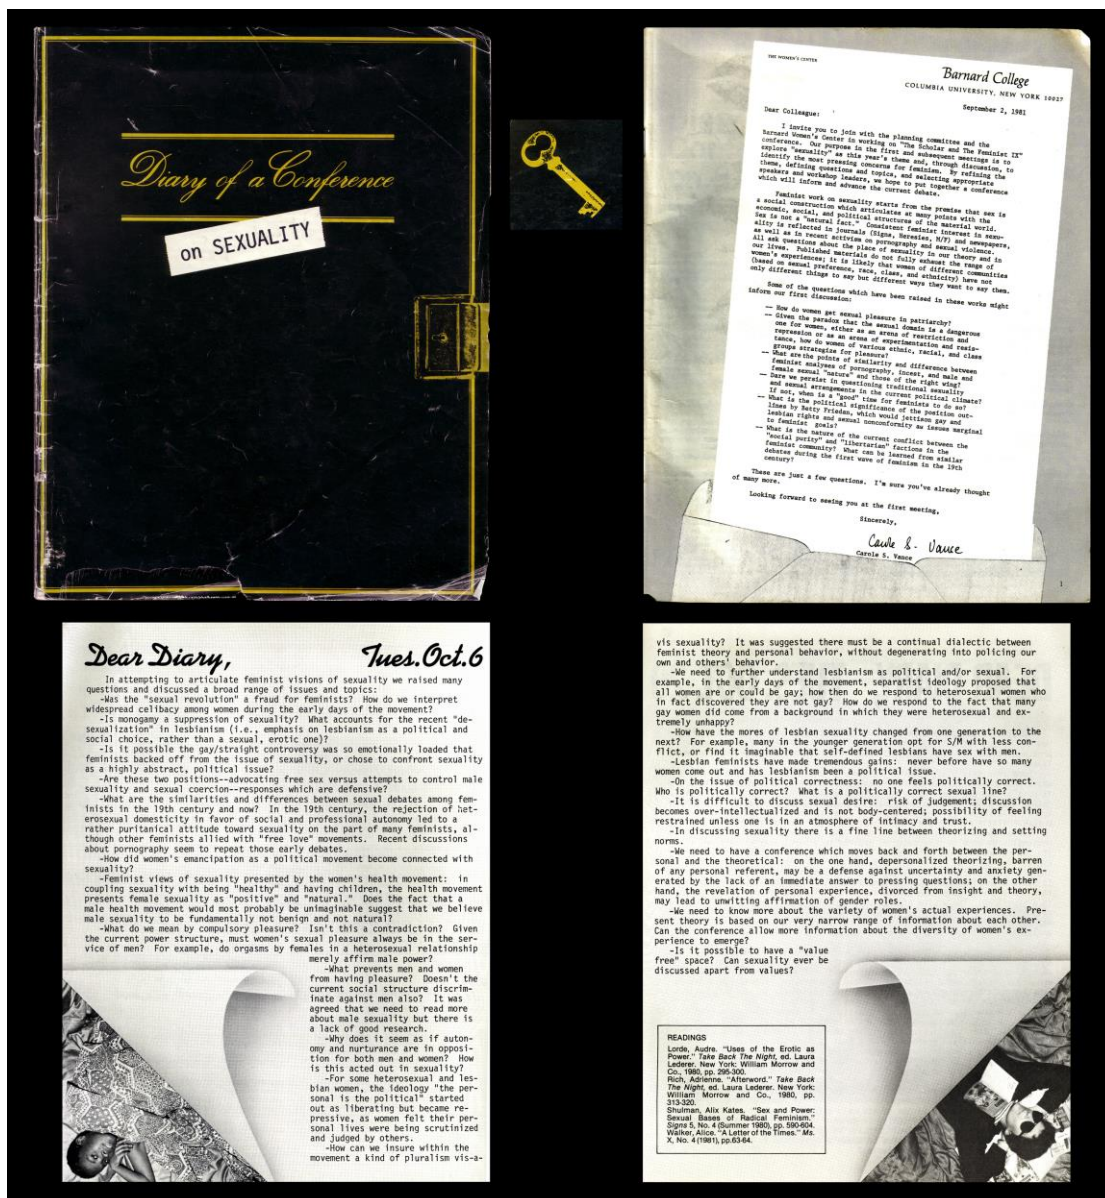 Diary of a Conference
on SEXUALITY
THE WOMEN'S CENTER
Barnard College
COLUMBIA UNIVERSITY, NEW YORK 10027
September 2, 1981
Dear Colleague:
I invite you to join with the planning committee and the
Barnard Women's Center in working on "The Scholar and The Feminist IX"
conference. Our purpose in the first and subsequent meetings is to
explore "sexuality" as this year's theme and, through discussion, to
identify the most pressing concerns for feminism. By refining the
theme, defining questions and topics, and selecting appropriate
speakers and workshop leaders, we hope to put together a conference
which will inform and advance the current debate.
Feminist work on sexuality starts from the premise that sex is
a social construction which articulates at many points with the
economic, social, and political structures of the material world.
Sex is not a "natural fact." Consistent feminist interest in sexu-
ality is reflected in journals (Signs, Heresies, M/F) and newspapers,
as well as in recent activism on pornography and sexual violence.
All ask questions about the place of sexuality in our theory and in
our lives. Published materials do not fully exhaust the range of
women's experiences; it is likely that women of different communities
(based on sexual preference, race, class, and ethnicity) have not
only different things to say but different ways they want to say them.
Some of the questions which have been raised in these works might
inform our first discussion:
-- How do women get sexual pleasure in patriarchy?
-- Given the paradox that the sexual domain is a dangerous
one for women, either as an arena of restriction and
repression or as an arena of experimentation and resis-
tance, how do women of various ethnic, racial, and class
groups strategize for pleasure?
-- What are the points of similarity and difference between
feminist analyses of pornography, incest, and male and
female sexual "nature" and those of the right wing?
-- Dare we persist in questioning traditional sexuality
and sexual arrangements in the current political climate?
If not, when is a "good" time for feminists to do so?
-- What is the political significance of the position out-
lines by Betty Friedan, which would jettison gay and
lesbian rights and sexual nonconformity as issues marginal
to feminist goals?
-- What is the nature of the current conflict between the
"social purity" and "libertarian" factions in the
feminist community? What can be learned from similar
debates during the first wave of feminism in the 19th
century?
These are just a few questions. I'm sure you've already thought
of many more.
Looking forward to seeing you at the first meeting,
Sincerely,
Carole S. Vance
Carole S. Vance
1
Dear Diary, Tues.Oct.6
In attempting to articulate feminist visions of sexuality we raised many
questions and discussed a broad range of issues and topics:
-Was the "sexual revolution" a fraud for feminists? How do we interpret
widespread celibacy among women during the early days of the movement?
-Is monogamy a suppression of sexuality? What accounts for the recent "de-
sexualization" in lesbianism (i.e., emphasis on lesbianism as a political and
social choice, rather than a sexual, erotic one)?
-Is it possible the gay/straight controversy was so emotionally loaded that
feminists backed off from the issue of sexuality, or chose to confront sexuality
as a highly abstract, political issue?
-Are these two positions--advocating free sex versus attempts to control male
sexuality and sexual coercion--responses which are defensive?
-What are the similarities and differences between sexual debates among fem-
inists in the 19th century and now? In the 19th century, the rejection of het-
erosexual domesticity in favor of social and professional autonomy led to a
rather puritanical attitude toward sexuality on the part of many feminists, al-
though other feminists allied with "free love" movements. Recent discussions
about pornography seem to repeat those early debates.
-How did women's emancipation as a political movement become connected with
sexuality?
-Feminist views of sexuality presented by the women's health movement: in
coupling sexuality with being "healthy" and having children, the health movement
presents female sexuality as "positive" and "natural." Does the fact that a
male health movement would most probably be unimaginable suggest that we believe
male sexuality to be fundamentally not benign and not natural?
-What do we mean by compulsory pleasure? Isn't this a contradiction? Given
the current power structure, must women's sexual pleasure always be in the ser-
vice of men? For example, do orgasms by females in a heterosexual relationship
merely affirm male power?
-What prevents men and women
from having pleasure? Doesn't the
current social structure discrim-
inate against men also? It was
agreed that we need to read more
about male sexuality but there is
a lack of good research.
-Why does it seem as if auton-
omy and nurturance are in opposi-
tion for both men and women? How
is this acted out in sexuality?
-For some heterosexual and les-
bian women, the ideology "the per-
sonal is the political" started
out as liberating but became re-
pressive, as women felt their per-
sonal lives were being scrutinized
and judged by others.
-How can we insure within the
movement a kind of pluralism vis-a-
vis sexuality? It was suggested there must be a continual dialectic between
feminist theory and personal behavior, without degenerating into policing our
own and others' behavior.
-We need to further understand lesbianism as political and/or sexual. For
example, in the early days of the movement, separatist ideology proposed that
all women are or could be gay; how then do we respond to heterosexual women who
in fact discovered they are not gay? How do we respond to the fact that many
gay women did come from a background in which they were heterosexual and ex-
tremely unhappy?
-How have the mores of lesbian sexuality changed from one generation to the
next? For example, many in the younger generation opt for S/M with less con-
flict, or find it imaginable that self-defined lesbians have sex with men.
-Lesbian feminists have made tremendous gains: never before have so many
women come out and has lesbianism been a political issue.
-On the issue of political correctness: no one feels politically correct.
Who is politically correct? What is a politically correct sexual line?
-It is difficult to discuss sexual desire: risk of judgement; discussion
becomes over-intellectualized and is not body-centered; possibility of feeling
restrained unless one is in an atmosphere of intimacy and trust.
-In discussing sexuality there is a fine line between theorizing and setting
norms.
-We need to have a conference which moves back and forth between the per-
sonal and the theoretical: on the one hand, depersonalized theorizing, barren
of any personal referent, may be a defense against uncertainty and anxiety gen-
erated by the lack of an immediate answer to pressing questions; on the other
hand, the revelation of personal experience, divorced from insight and theory,
may lead to unwitting affirmation of gender roles.
-We need to know more about the variety of women's actual experiences. Pre-
sent theory is based on our very narrow range of information about each other.
Can the conference allow more information about the diversity of women's ex-
perience to emerge?
-Is it possible to have a "value
free" space? Can sexuality ever be
discussed apart from values?
READINGS
Lorde, Audre. "Uses of the Erotic as
Power." Take Back The Night, ed. Laura
Lederer. New York: William Morrow and
Co., 1980, pp. 295-300.
Rich, Adrienne. "Afterword." Take Back
The Night, ed. Laura Lederer. New York:
William Morrow and Co., 1980, pp.
313-320.
Shulman, Alix Kates. "Sex and Power:
Sexual Bases of Radical Feminism."
Signs 5, No. 4 (Summer 1980), pp. 590-604.
Walker, Alice. "A Letter of the Times." Ms.
X, No. 4 (1981), pp.63-64.